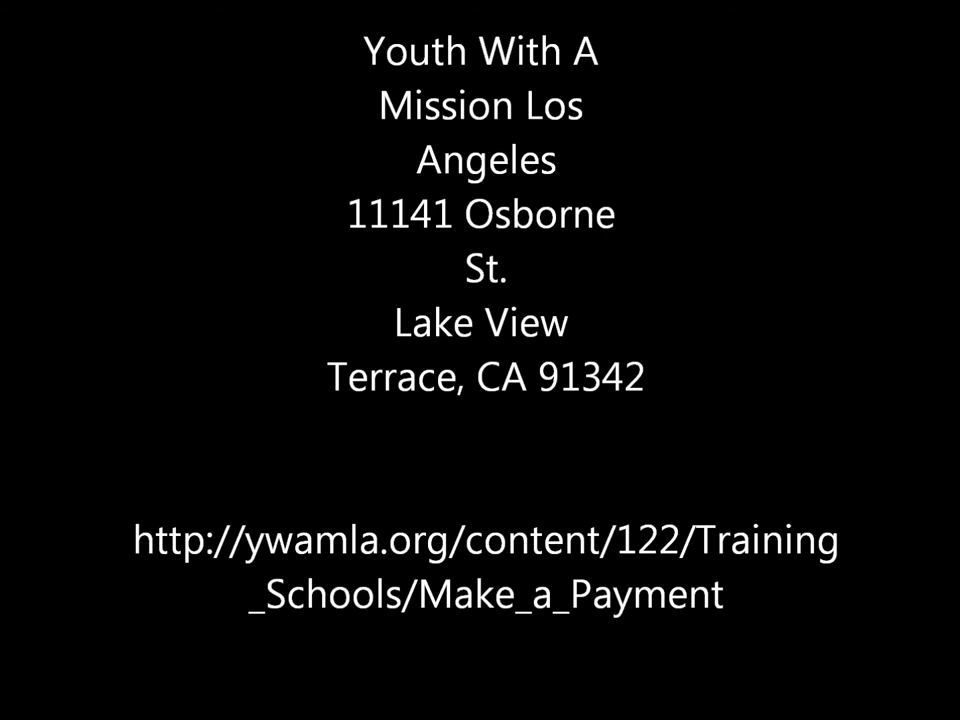 Youth With A
Mission Los
Angeles
11141 Osborne
St.
Lake View
Terrace, CA 91342
http://ywamla.org/content/122/Training
_Schools/Make_a_Payment